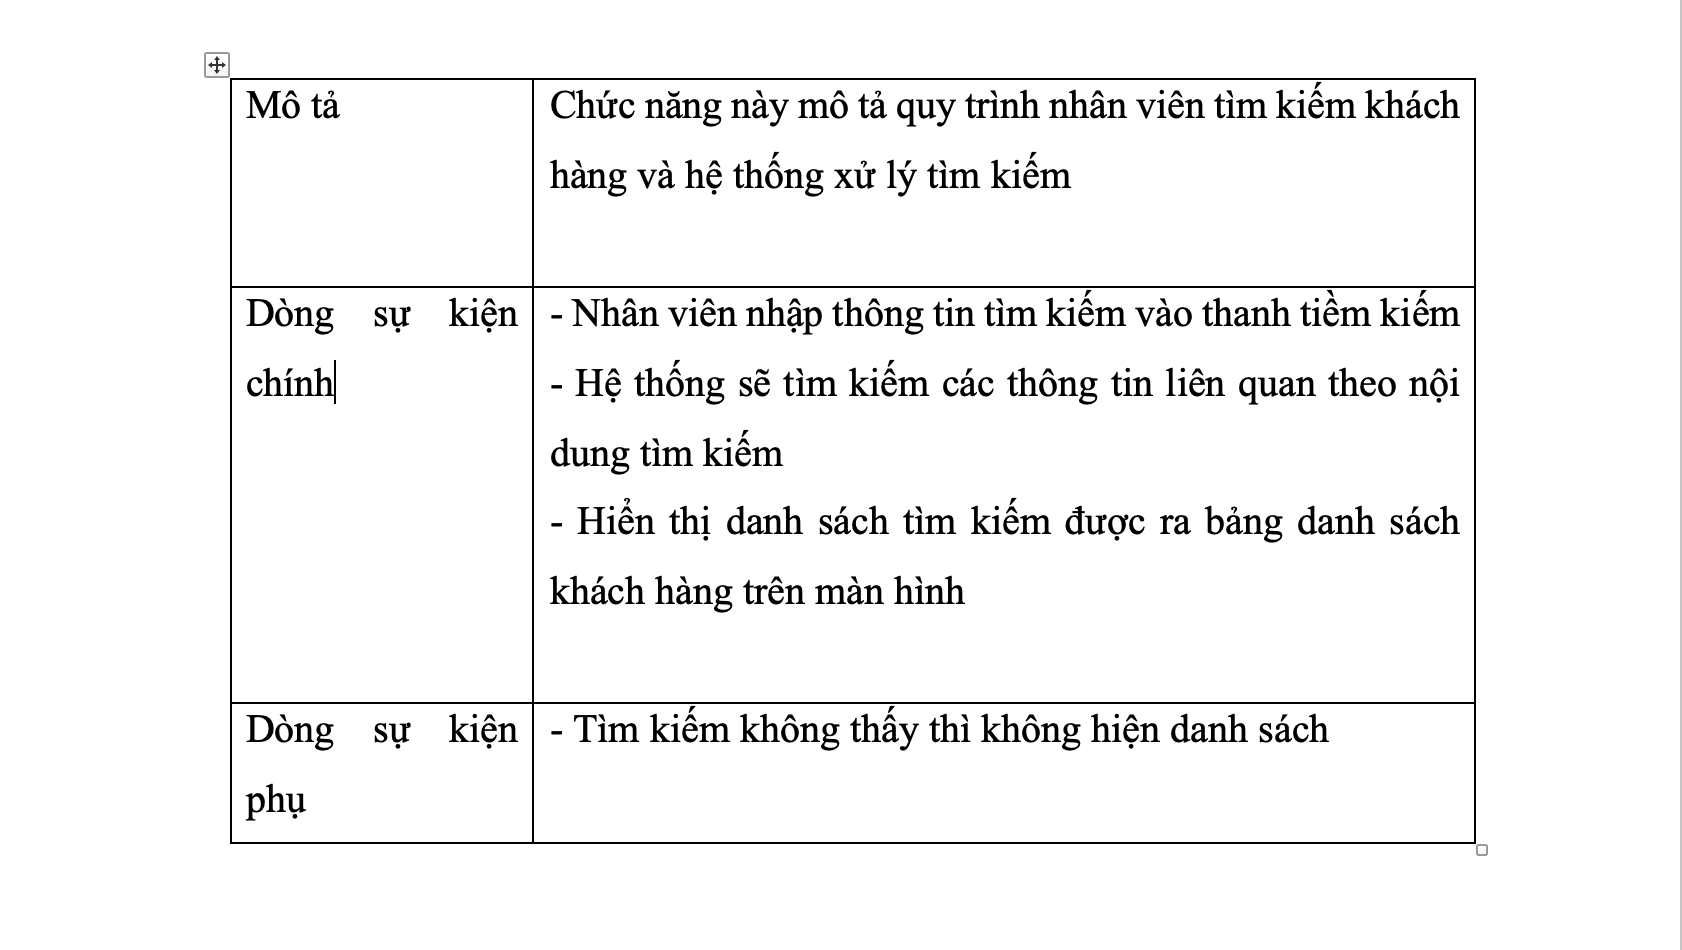 Mô tả
Chức năng này mô tả quy trình nhân viên tìm kiếm khách
hàng và hệ thống xử lý tìm kiếm
Dòng sự kiện
chính
- Nhân viên nhập thông tin tìm kiếm vào thanh tiềm kiếm
- Hệ thống sẽ tìm kiếm các thông tin liên quan theo nội
dung tìm kiếm
- Hiển thị danh sách tìm kiếm được ra bảng danh sách
khách hàng trên màn hình
Dòng sự kiện
phụ
- Tìm kiếm không thấy thì không hiện danh sách